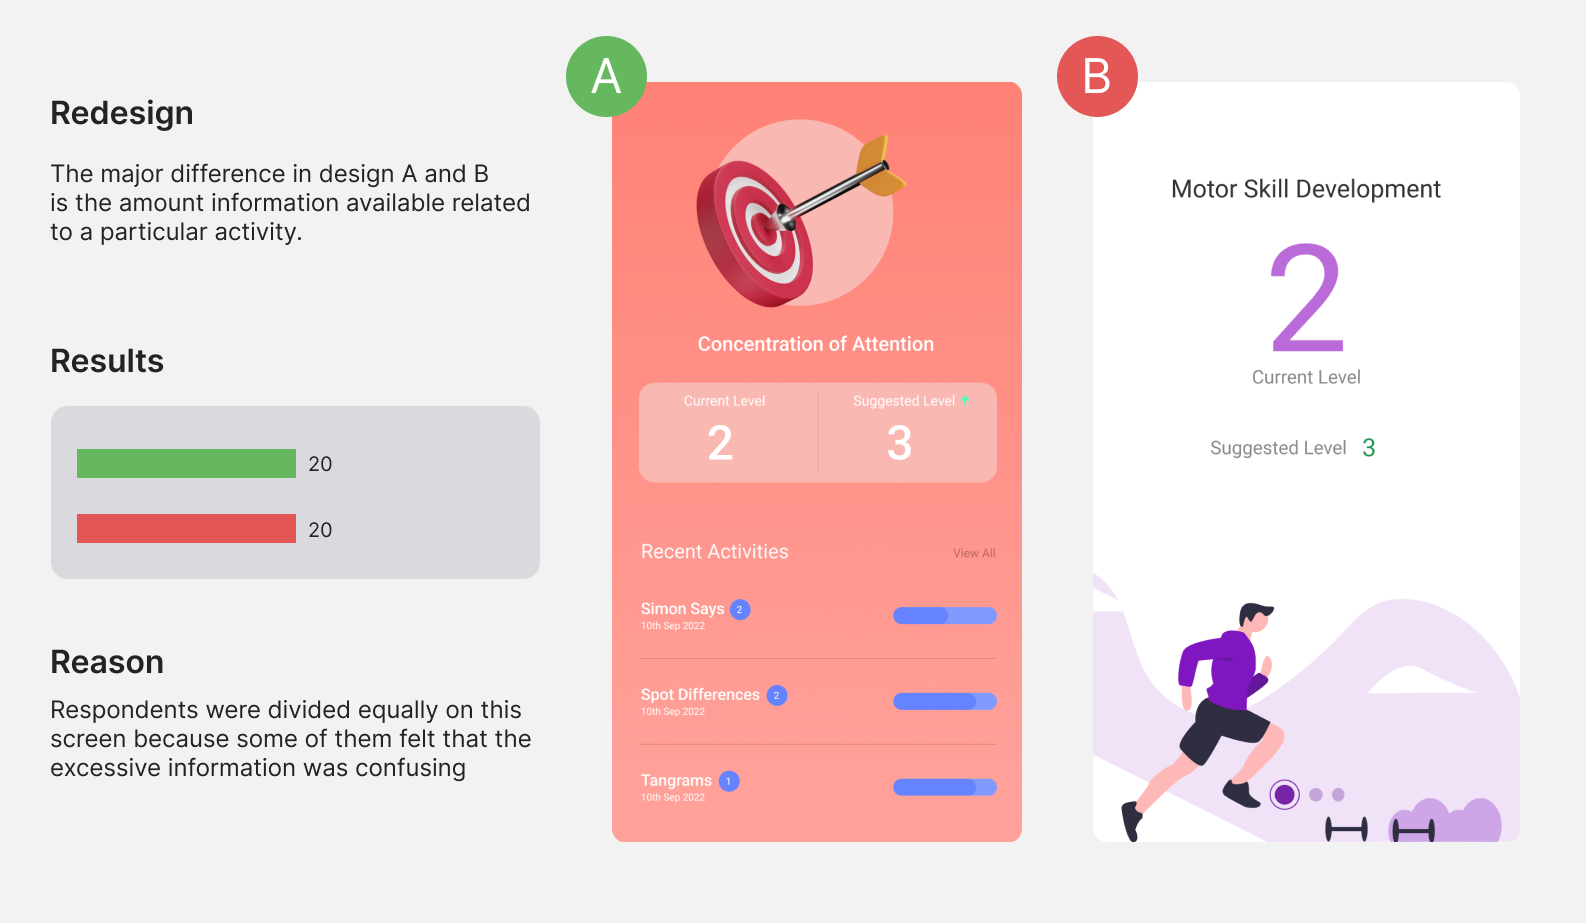 Redesign
The major difference in design A and B
is the amount information available related
to a particular activity.
Results
20
20
Reason
Respondents were divided equally on this
screen because some of them felt that the
excessive information was confusing
A
Concentration of Attention
Current Level
2
Suggested Level
3
Recent Activities
View All
Simon Says 2
10th Sep 2022
Spot Differences 2
10th Sep 2022
Tangrams 1
10th Sep 2022
B
Motor Skill Development
2
Current Level
Suggested Level 3